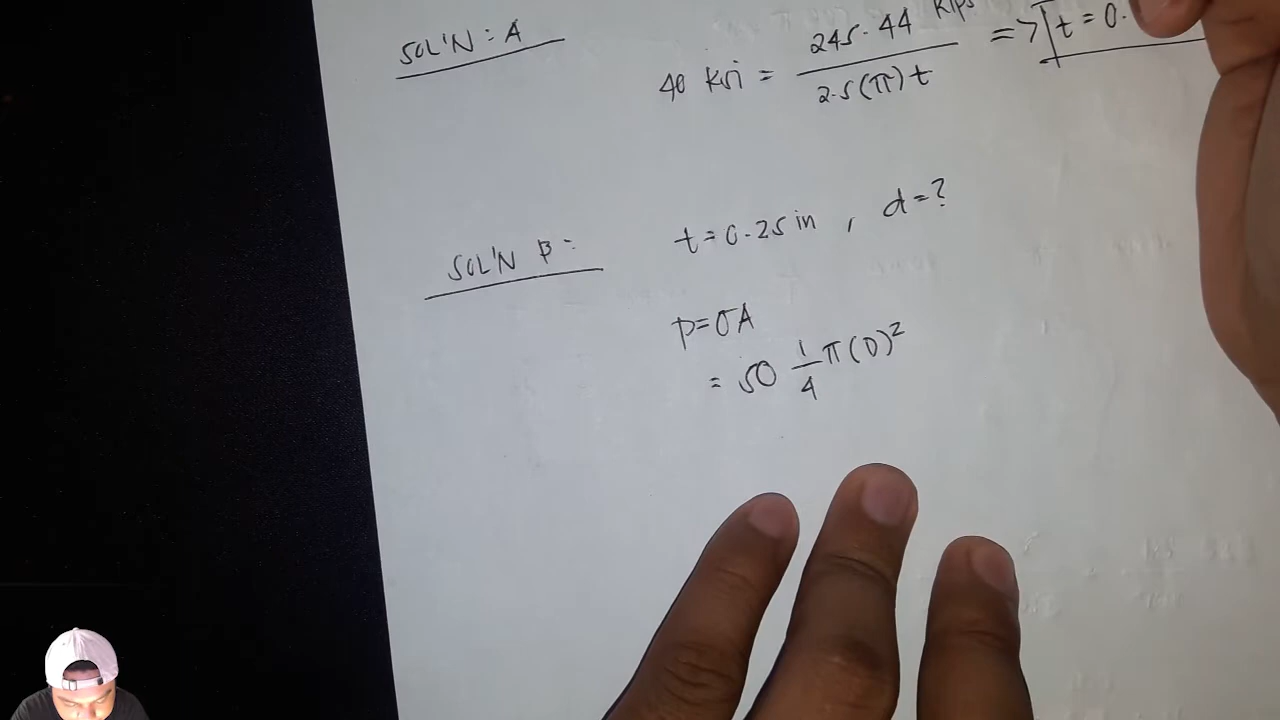 SOL'N : A
40 ksi = 245.44 kips / 2.5(π)t => t = 0.
SOL'N B:
t = 0.25 in , d = ?
P = σA
= 50 1/4 π(D)²